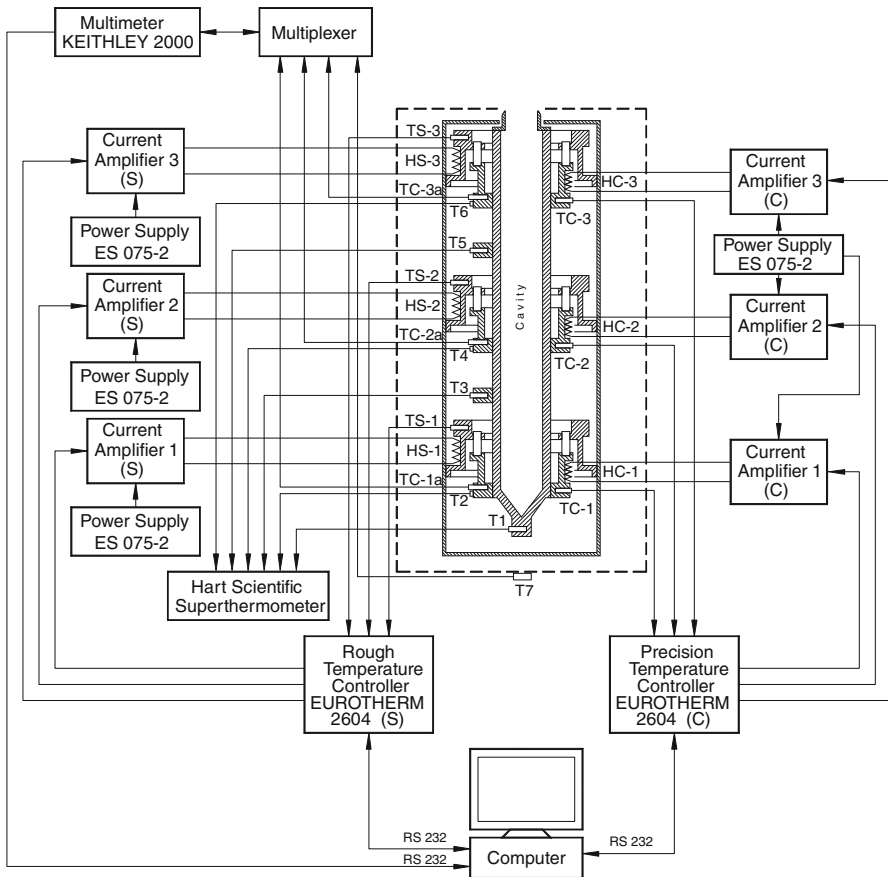 Multimeter
KEITHLEY 2000
Multiplexer
Current
Amplifier 3
(S)
Power Supply
ES 075-2
Current
Amplifier 2
(S)
Power Supply
ES 075-2
Current
Amplifier 1
(S)
Power Supply
ES 075-2
TS-3
HS-3
TC-3a
T6
T5
TS-2
HS-2
TC-2a
T4
T3
TS-1
HS-1
TC-1a
T2
T1
Cavity
HC-3
TC-3
HC-2
TC-2
HC-1
TC-1
T7
Current
Amplifier 3
(C)
Power Supply
ES 075-2
Current
Amplifier 2
(C)
Current
Amplifier 1
(C)
Hart Scientific
Superthermometer
Rough
Temperature
Controller
EUROTHERM
2604 (S)
Precision
Temperature
Controller
EUROTHERM
2604 (C)
RS 232
RS 232
RS 232
Computer